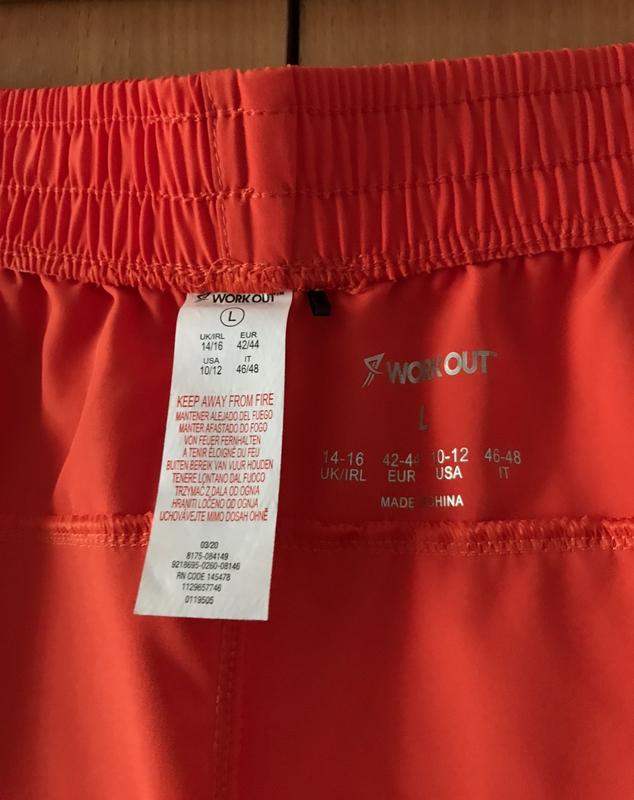 WORK OUT™
L
UK/IRL EUR
14/16 42/44
USA IT
10/12 46/48
KEEP AWAY FROM FIRE
MANTENER ALEJADO DEL FUEGO
MANTER AFASTADO DO FOGO
VON FEUER FERNHALTEN
A TENIR ÉLOIGNÉ DU FEU
BUITEN BEREIK VAN VUUR HOUDEN
TENERE LONTANO DAL FUOCO
TRZYMAĆ Z DALA OD OGNIA
HRANITI LOČENO OD OGNJA
UCHOVÁVEJTE MIMO DOSAH OHNĚ
03/20
8175-084149
9218695-0260-08146
RN CODE 145478
1129657746
0119505
WORK OUT™
L
14-16 42-44 10-12 46-48
UK/IRL EUR USA IT
MADE CHINA